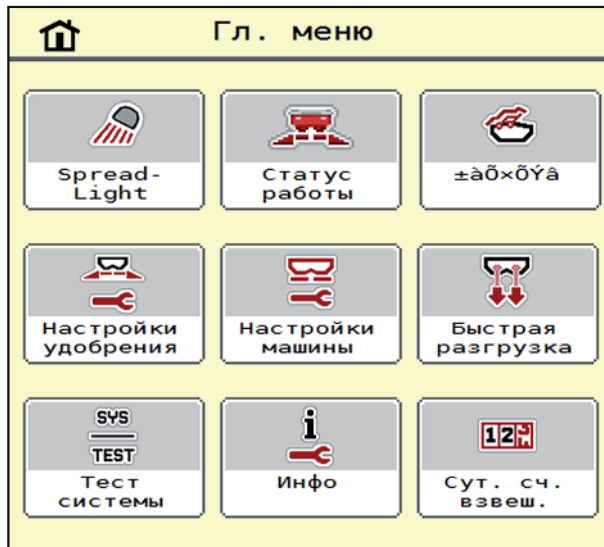 Гл. меню
Spread-
Light
Статус
работы
±àÕ×ÕÝâ
Настройки
удобрения
Настройки
машины
Быстрая
разгрузка
SYS
TEST
Тест
системы
i
Инфо
123
Сут. сч.
взвеш.